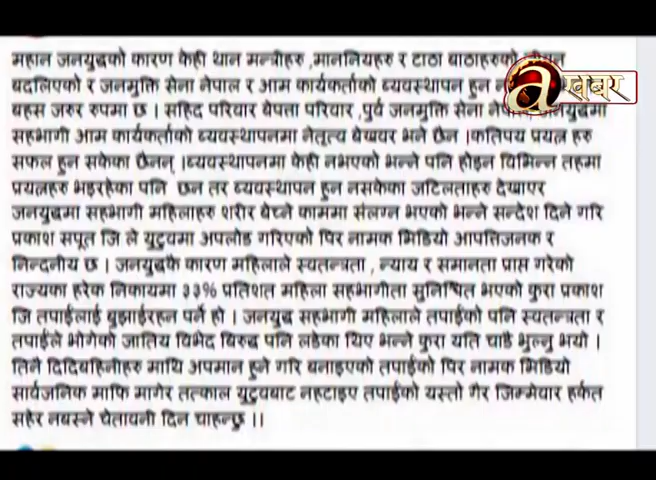 महान जनयुद्धको कारण केही थान मन्त्रीहरु ,माननियहरु र टाठा बाठाहरुको जीवन
बदलिएको र जनमुक्ति सेना नेपाल र आम कार्यकर्ताको ब्यवस्थापन हुन
बहस जरुर रुपमा छ । सहिद परिवार बेपत्ता परिवार ,पुर्व जनमुक्ति सेना जनयुद्धमा
सहभागी आम कार्यकर्ताको ब्यवस्थापनमा नेतृत्व बेखवर भने छैन ।कतिपय प्रयत्न हरु
सफल हुन सकेका छैनन् ।ब्यवस्थापनमा केही नभएको भन्ने पनि होइन विभिन्न तहमा
प्रयत्नहरु भइरहेका पनि छन तर ब्यवस्थापन हुन नसकेका जटिलताहरु देखाएर
जनयुद्धमा सहभागी महिलाहरु शरीर बेच्ने काममा संलग्न भएको भन्ने सन्देश दिने गरि
प्रकाश सपूत जि ले युटुवमा अपलोड गरिएको पिर नामक भिडियो आपत्तिजनक र
निन्दनीय छ । जनयुद्धकै कारण महिलाले स्वतन्त्रता , न्याय र समानता प्राप्त गरेको
राज्यका हरेक निकायमा ३३% प्रतिशत महिला सहभागीता सुनिश्चित भएको कुरा प्रकाश
जि तपाईलाई बुझाईरहन पर्ने हो । जनयुद्ध सहभागी महिलाले तपाईको पनि स्वतन्त्रता र
तपाईले भोगेको जातिय विभेद बिरुद्ध पनि लडेका थिए भन्ने कुरा यति चाडै भुल्नु भयो ।
तिनै दिदिबहिनीहरु माथि अपमान हुने गरि बनाइएको तपाईको पिर नामक भिडियो
सार्वजनिक माफि मागेर तत्काल युटुवबाट नहटाइए तपाईको यस्तो गैर जिम्मेवार हर्कत
सहेर नबस्ने चेतावनी दिन चाहन्छु ।।
aखबर